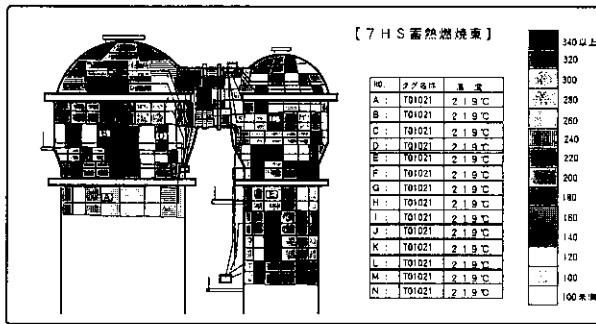 [7HS蓄熱燃焼東]
NO. タグ名称 温度
A : T01021 219℃
B : T01021 219℃
C : T01021 219℃
D : T01021 219℃
E : T01021 219℃
F : T01021 219℃
G : T01021 219℃
H : T01021 219℃
I : T01021 219℃
J : T01021 219℃
K : T01021 219℃
L : T01021 219℃
M : T01021 219℃
N : T01021 219℃
340以上
320
300
280
260
240
220
200
180
160
140
120
100
100未満